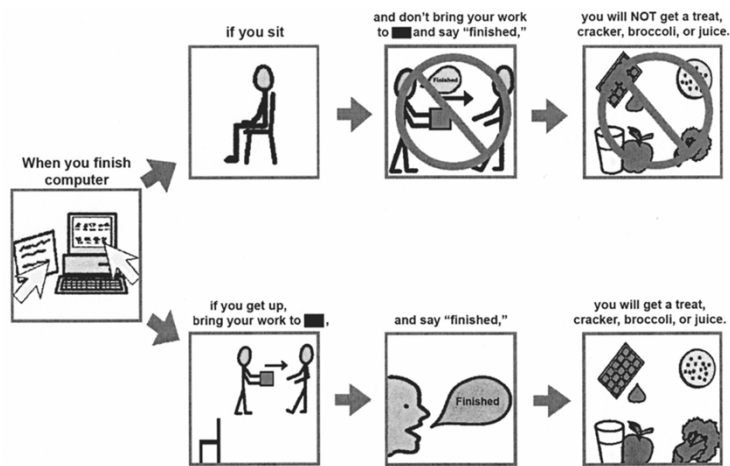 When you finish
computer
if you sit
and don't bring your work
to and say "finished,"
Finished
you will NOT get a treat,
cracker, broccoli, or juice.
if you get up,
bring your work to ,
and say "finished,"
Finished
you will get a treat,
cracker, broccoli, or juice.